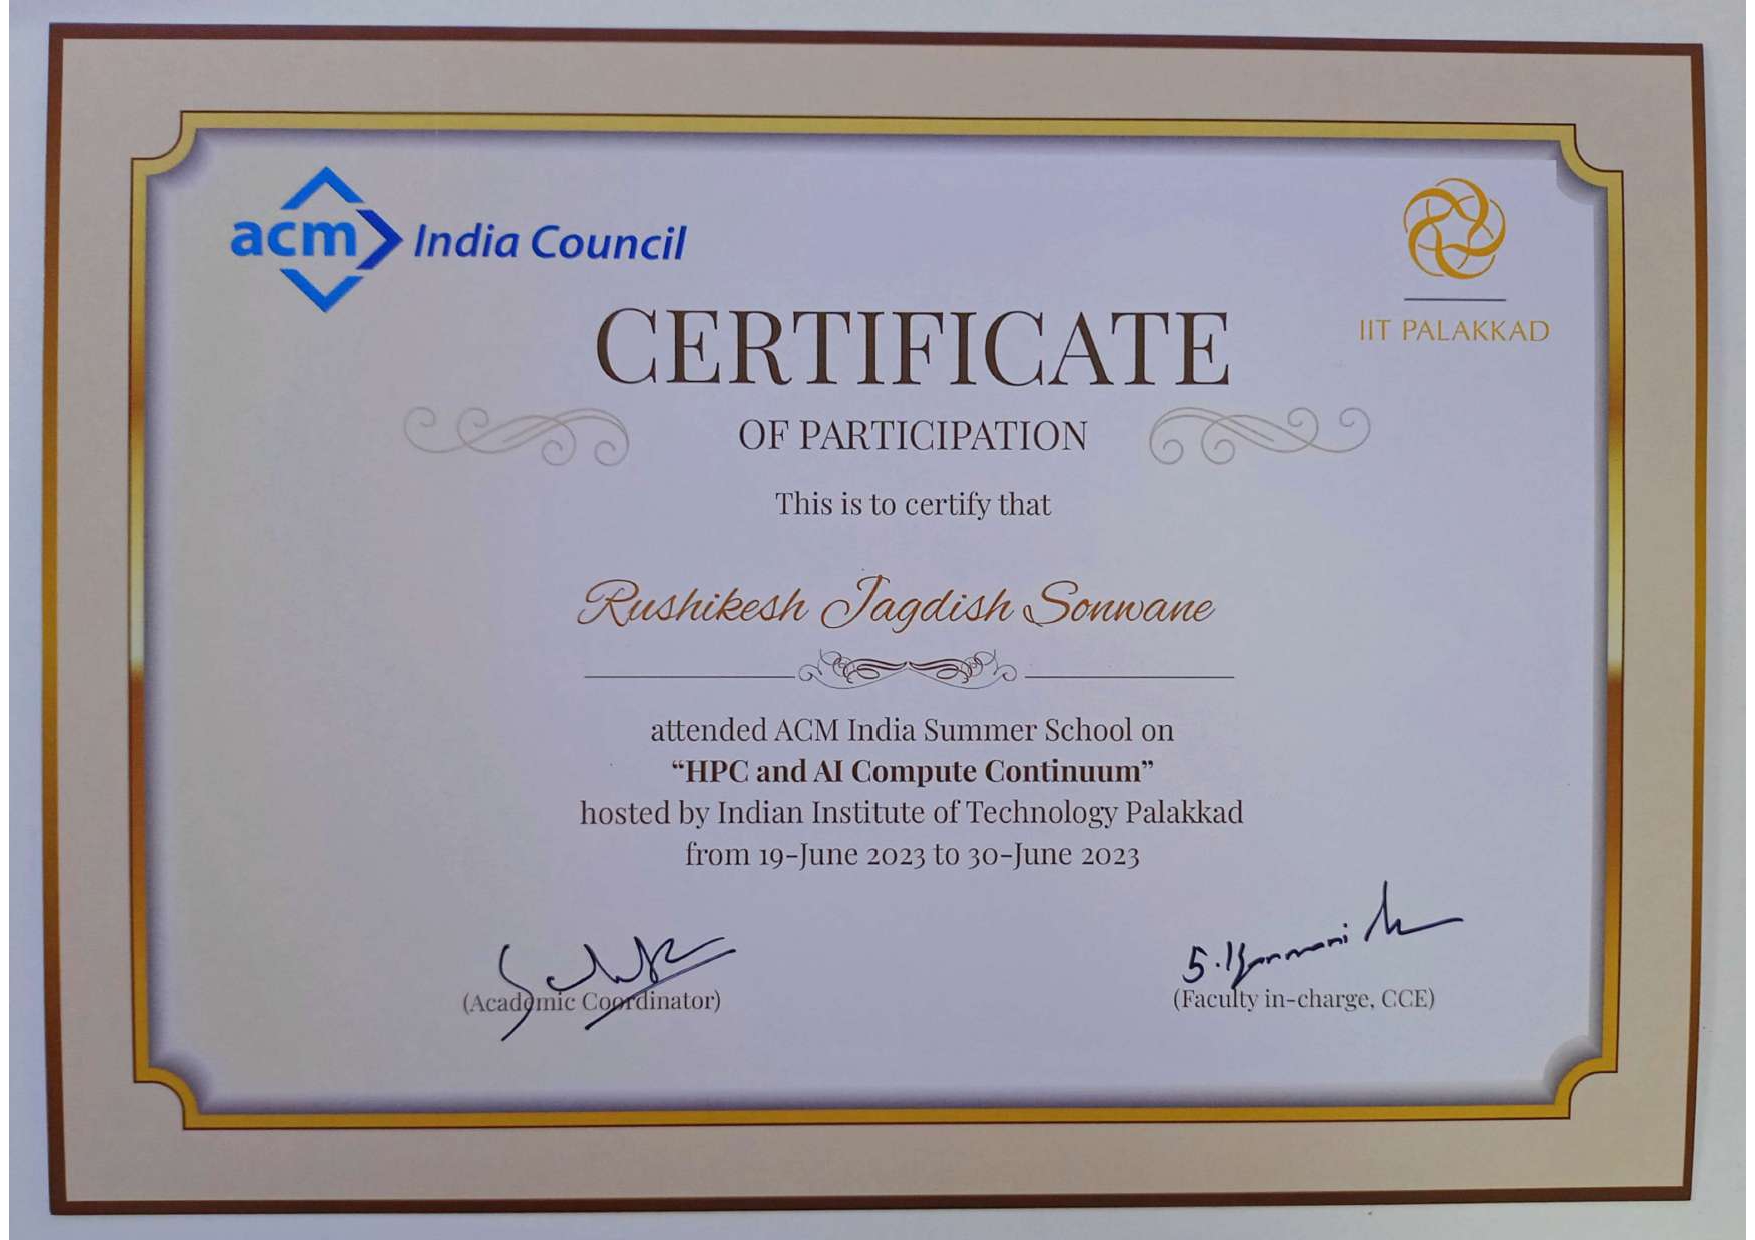 acm India Council
IIT PALAKKAD
CERTIFICATE
OF PARTICIPATION
This is to certify that
Rushikesh Jagdish Sonwane
attended ACM India Summer School on
“HPC and AI Compute Continuum”
hosted by Indian Institute of Technology Palakkad
from 19-June 2023 to 30-June 2023
(Academic Coordinator)
(Faculty in-charge, CCE)